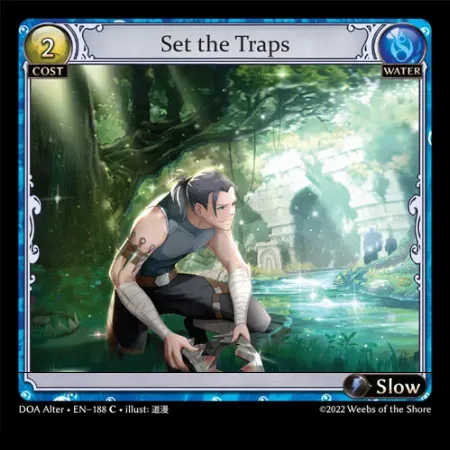 2
Set the Traps
COST
WATER
Slow
DOA Alter • EN-188 C • illust: 道漫
©2022 Weebs of the Shore